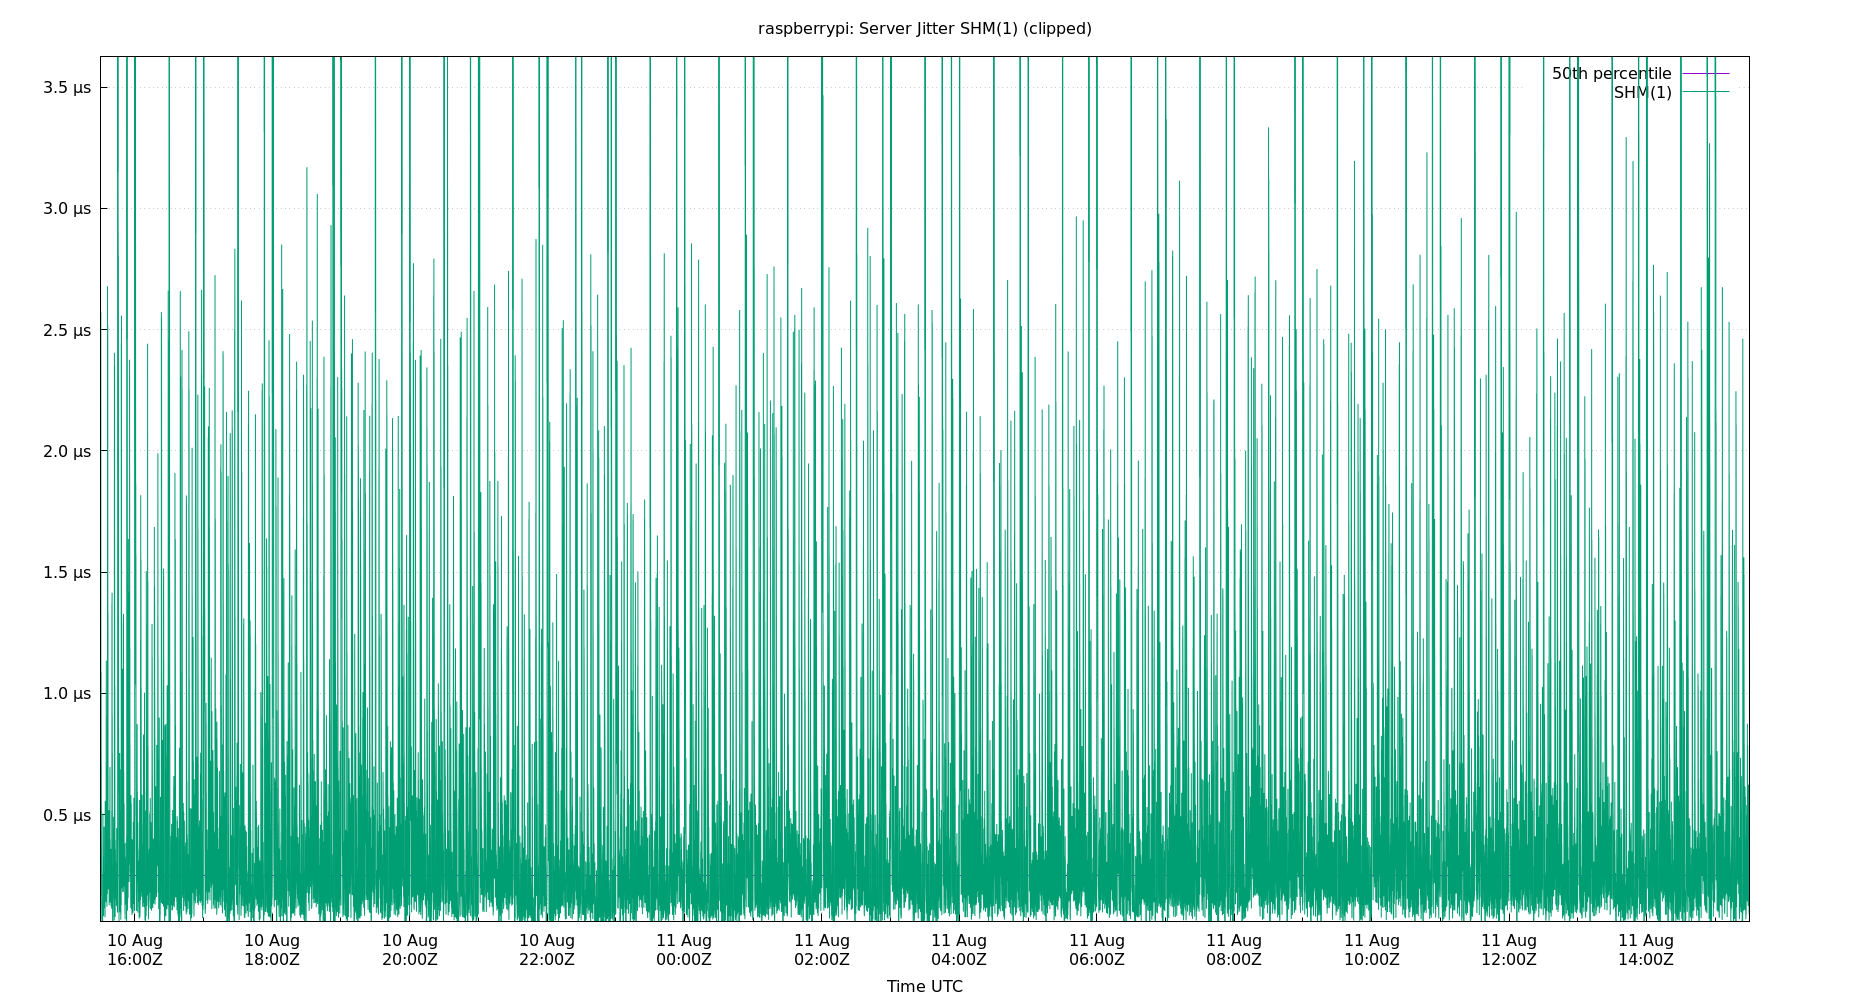 raspberrypi: Server Jitter SHM(1) (clipped)
50th percentile
SHM(1)
3.5 μs
3.0 μs
2.5 μs
2.0 μs
1.5 μs
1.0 μs
0.5 μs
10 Aug 10 Aug 10 Aug 10 Aug 11 Aug 11 Aug 11 Aug 11 Aug 11 Aug 11 Aug 11 Aug 11 Aug
16:00Z 18:00Z 20:00Z 22:00Z 00:00Z 02:00Z 04:00Z 06:00Z 08:00Z 10:00Z 12:00Z 14:00Z
Time UTC